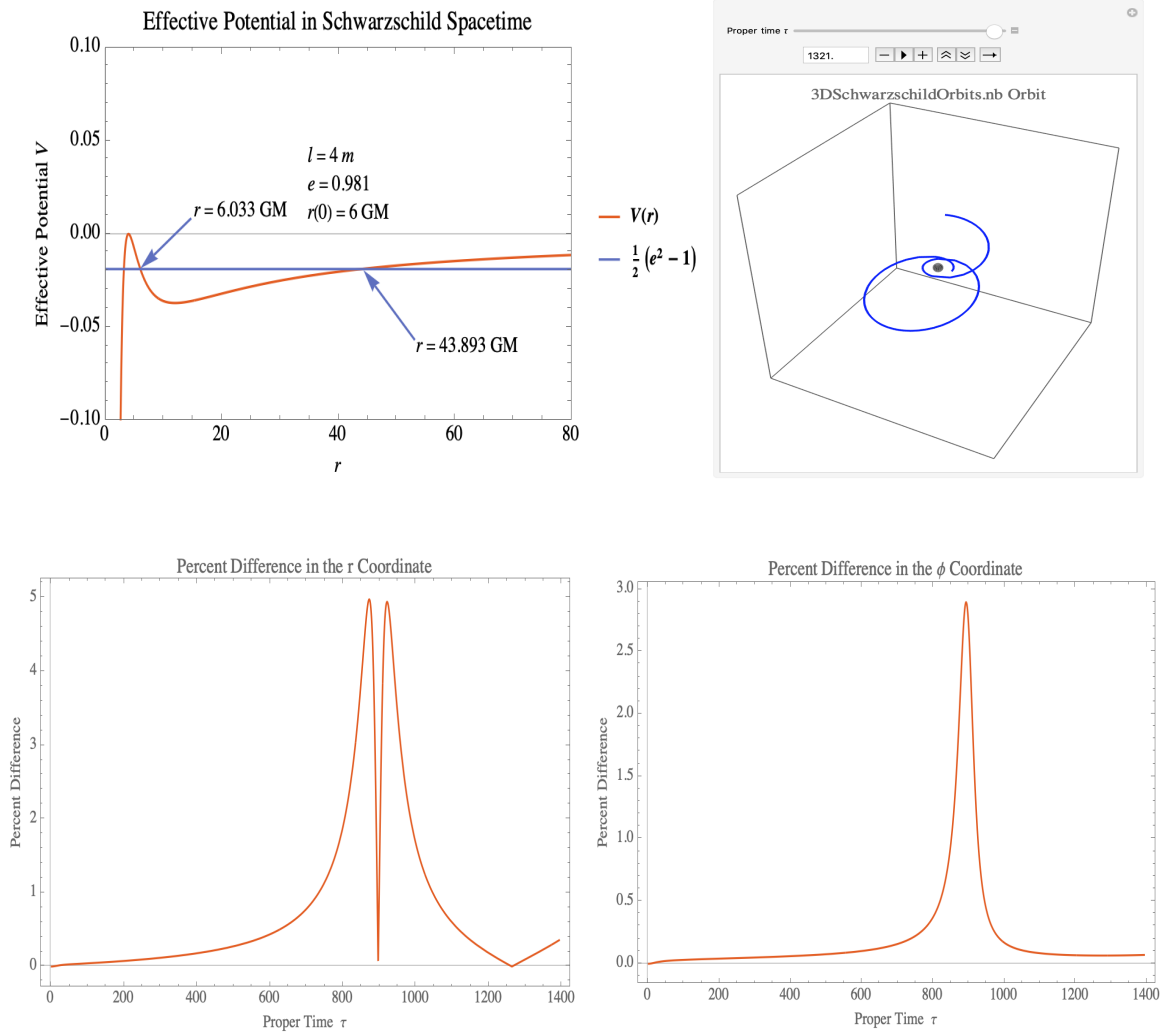 Effective Potential in Schwarzschild Spacetime
Effective Potential V
0.10
0.05
0.00
−0.05
−0.10
l = 4 m
e = 0.981
r(0) = 6 GM
r = 6.033 GM
r = 43.893 GM
0 20 40 60 80
r
V(r)
1/2 (e² − 1)
Proper time τ
1321.
3DSchwarzschildOrbits.nb Orbit
Percent Difference in the r Coordinate
Percent Difference
5
4
3
2
1
0
0 200 400 600 800 1000 1200 1400
Proper Time τ
Percent Difference in the ϕ Coordinate
Percent Difference
3.0
2.5
2.0
1.5
1.0
0.5
0.0
0 200 400 600 800 1000 1200 1400
Proper Time τ